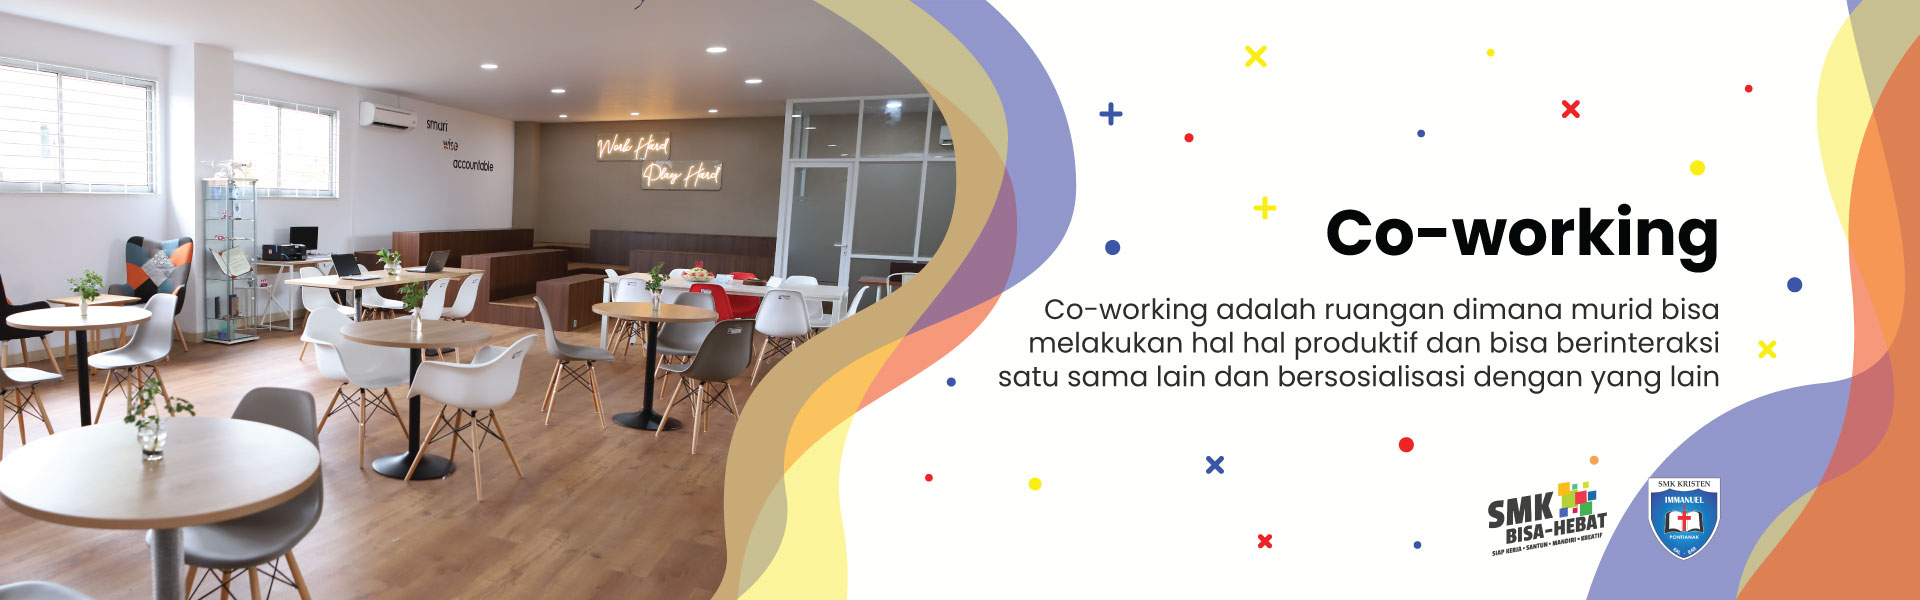 smart
wise
accountable
Work Hard
Play Hard
Co-working
Co-working adalah ruangan dimana murid bisa
melakukan hal hal produktif dan bisa berinteraksi
satu sama lain dan bersosialisasi dengan yang lain
SMK
BISA-HEBAT
SIAP KERJA • SANTUN • MANDIRI • KREATIF
SMK KRISTEN
IMMANUEL
PONTIANAK
KAL - BAR